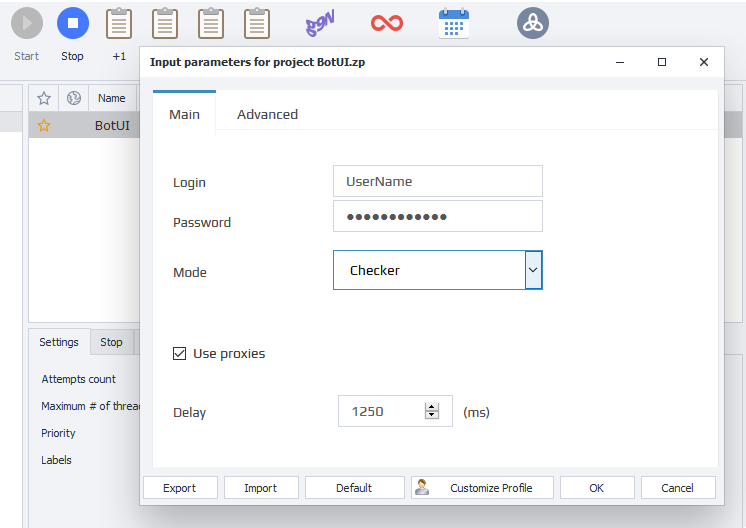 Start
Stop
+1
Input parameters for project BotUI.zp
Name
BotUI
Main
Advanced
Login
UserName
Password
Mode
Checker
Use proxies
Delay
1250
(ms)
Settings
Stop
Attempts count
Maximum # of threa
Priority
Labels
Export
Import
Default
Customize Profile
OK
Cancel